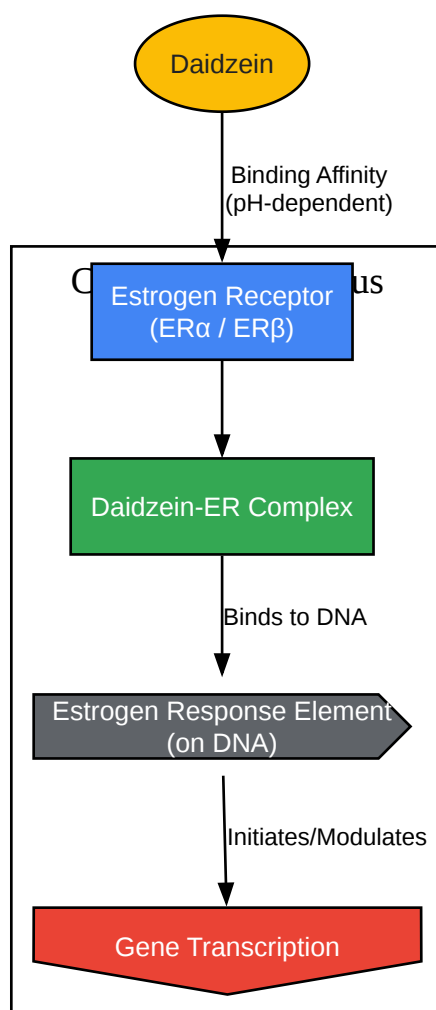 Daidzein
Binding Affinity
(pH-dependent)
Estrogen Receptor
(ERα / ERβ)
Daidzein-ER Complex
Binds to DNA
Estrogen Response Element
(on DNA)
Initiates/Modulates
Gene Transcription